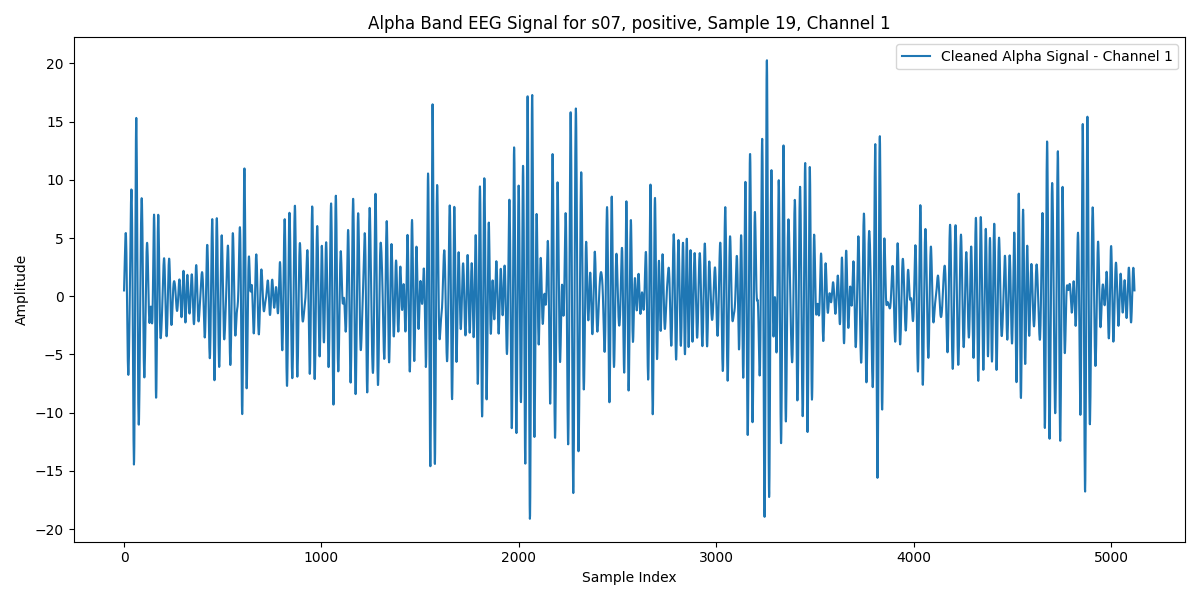 Alpha Band EEG Signal for s07, positive, Sample 19, Channel 1
Cleaned Alpha Signal - Channel 1
Amplitude
20
15
10
5
0
−5
−10
−15
−20
0 1000 2000 3000 4000 5000
Sample Index